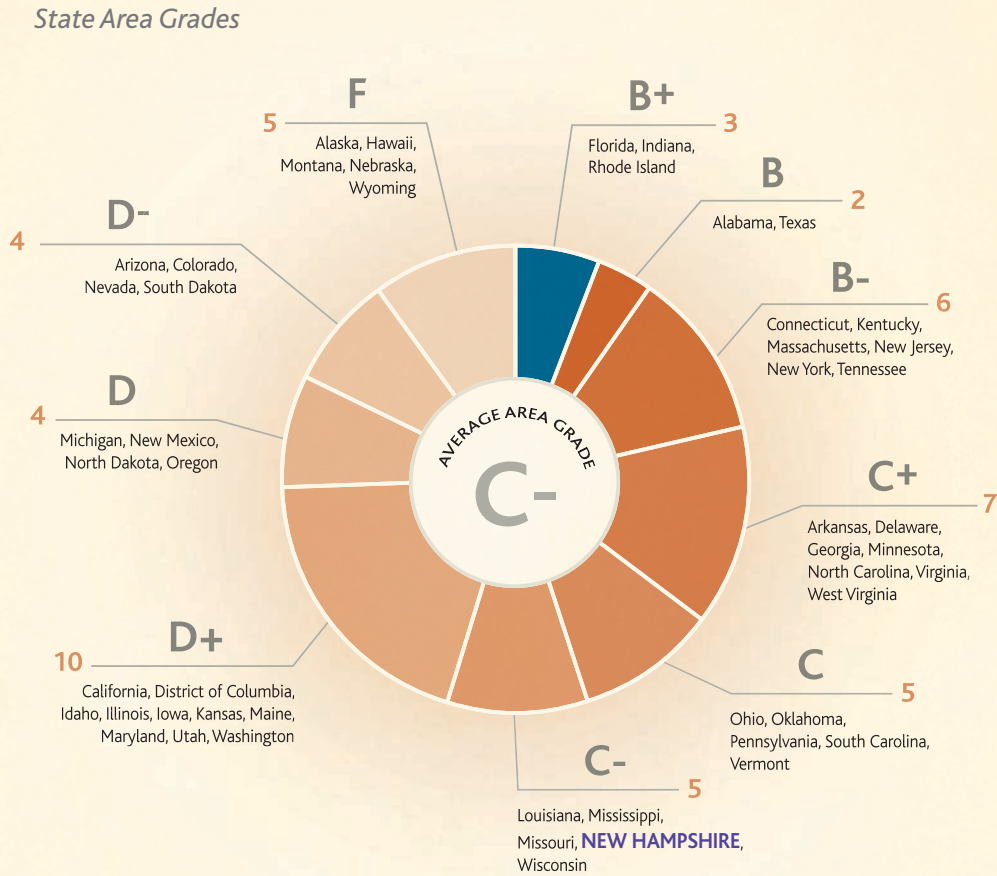 State Area Grades
F
5
Alaska, Hawaii,
Montana, Nebraska,
Wyoming
B+
3
Florida, Indiana,
Rhode Island
B
2
Alabama, Texas
B-
6
Connecticut, Kentucky,
Massachusetts, New Jersey,
New York, Tennessee
C+
7
Arkansas, Delaware,
Georgia, Minnesota,
North Carolina, Virginia,
West Virginia
C
5
Ohio, Oklahoma,
Pennsylvania, South Carolina,
Vermont
C-
5
Louisiana, Mississippi,
Missouri, NEW HAMPSHIRE,
Wisconsin
D+
10
California, District of Columbia,
Idaho, Illinois, Iowa, Kansas, Maine,
Maryland, Utah, Washington
D
4
Michigan, New Mexico,
North Dakota, Oregon
D-
4
Arizona, Colorado,
Nevada, South Dakota
AVERAGE AREA GRADE
C-